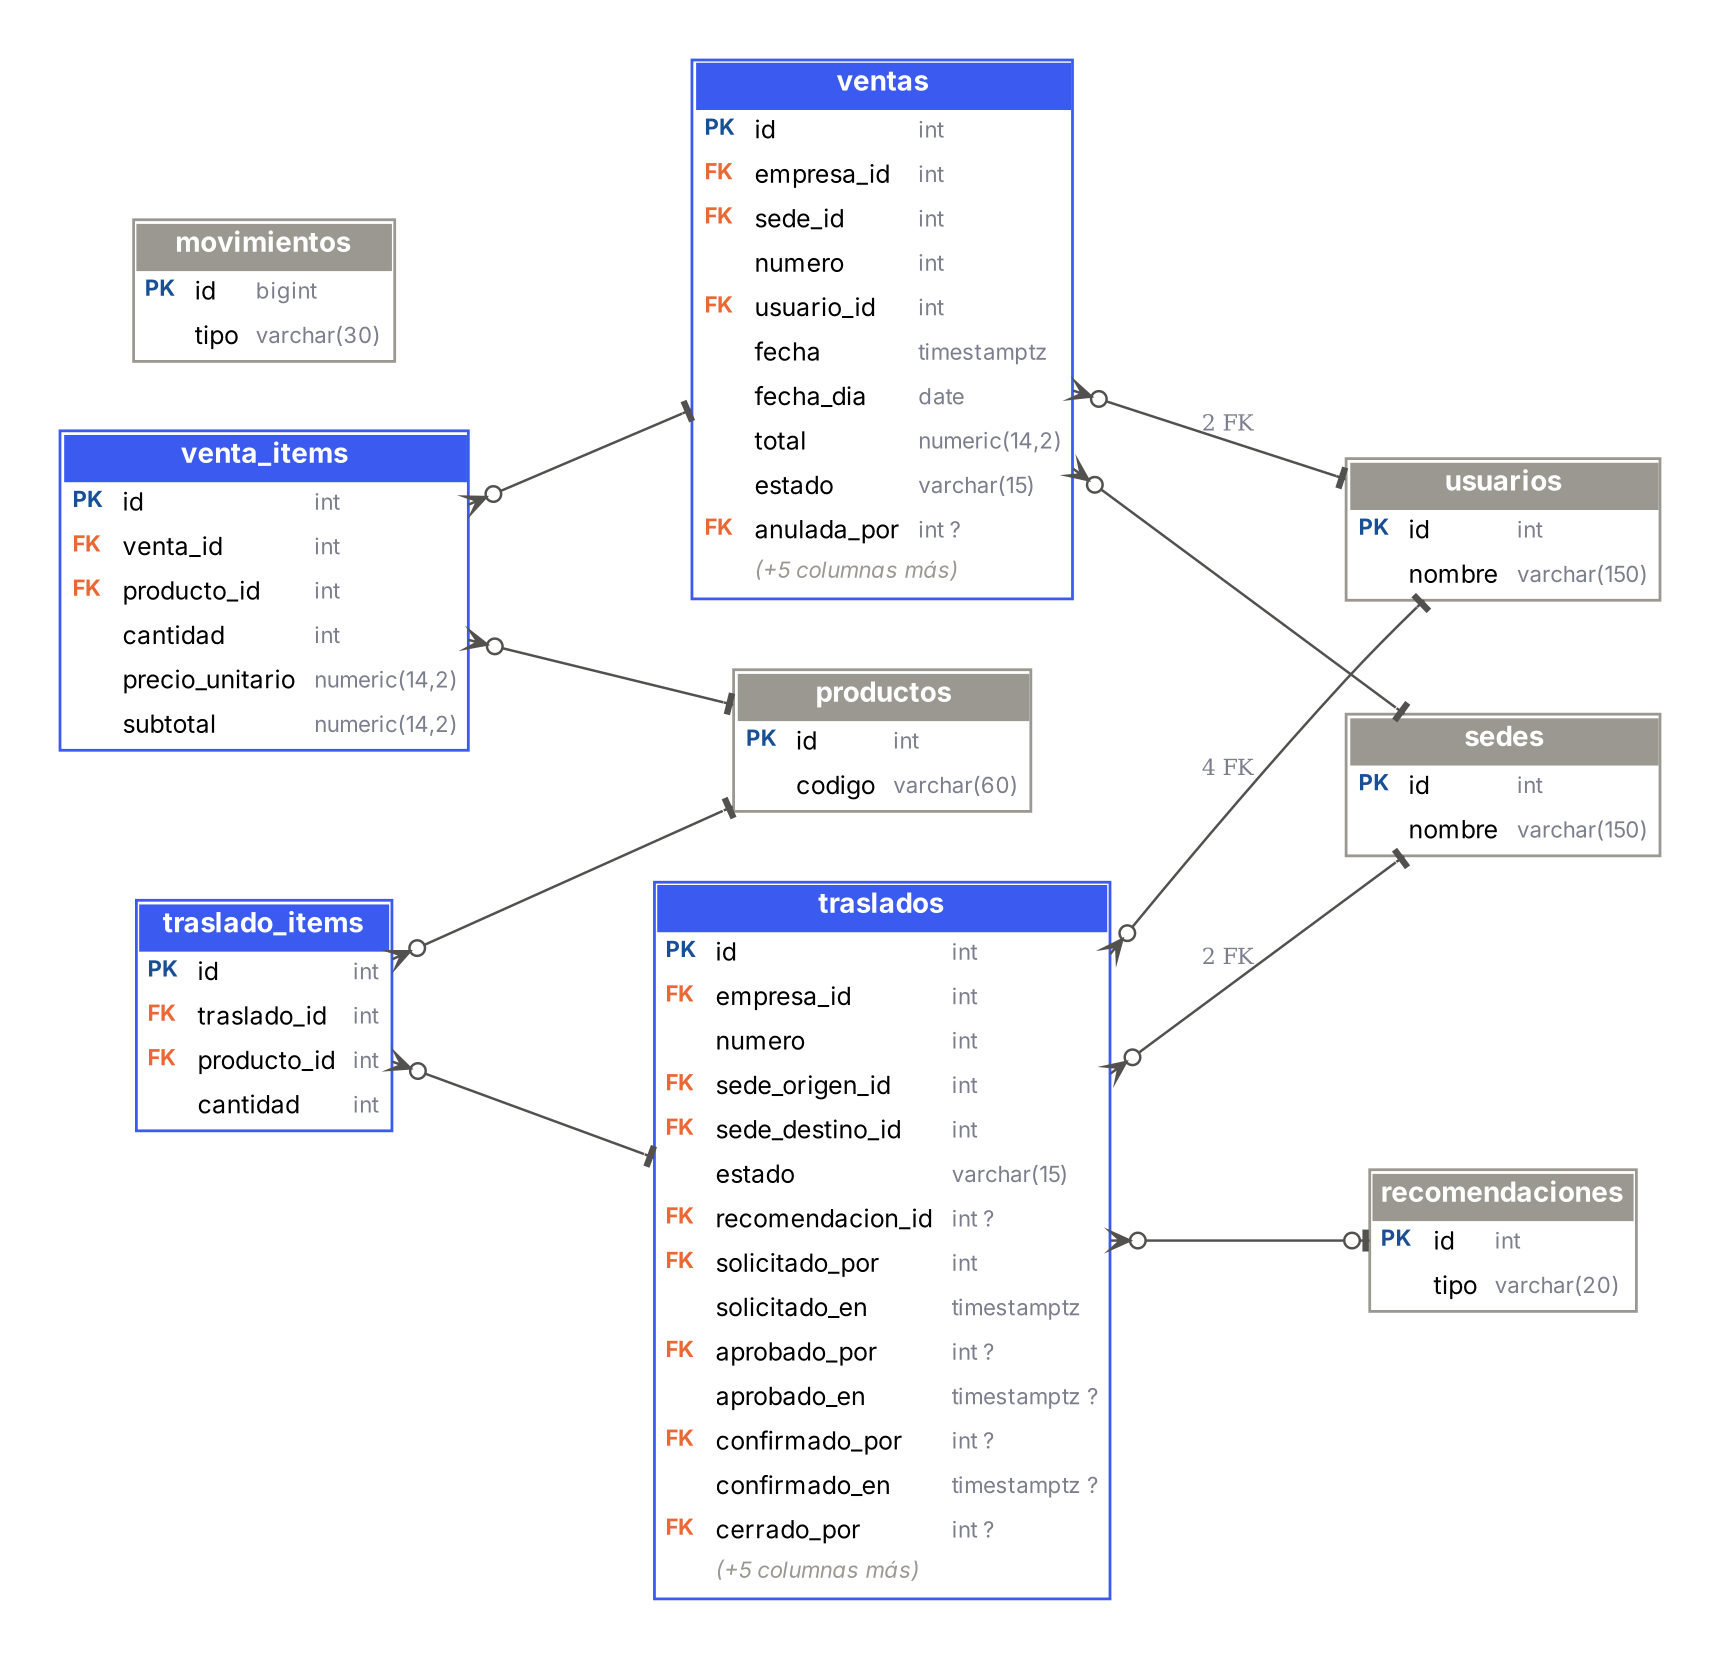 ventas
PK id int
FK empresa_id int
FK sede_id int
numero int
FK usuario_id int
fecha timestamptz
fecha_dia date
total numeric(14,2)
estado varchar(15)
FK anulada_por int ?
(+5 columnas más)
movimientos
PK id bigint
tipo varchar(30)
venta_items
PK id int
FK venta_id int
FK producto_id int
cantidad int
precio_unitario numeric(14,2)
subtotal numeric(14,2)
2 FK
usuarios
PK id int
nombre varchar(150)
productos
PK id int
codigo varchar(60)
4 FK
sedes
PK id int
nombre varchar(150)
2 FK
traslado_items
PK id int
FK traslado_id int
FK producto_id int
cantidad int
traslados
PK id int
FK empresa_id int
numero int
FK sede_origen_id int
FK sede_destino_id int
estado varchar(15)
FK recomendacion_id int ?
FK solicitado_por int
solicitado_en timestamptz
FK aprobado_por int ?
aprobado_en timestamptz ?
FK confirmado_por int ?
confirmado_en timestamptz ?
FK cerrado_por int ?
(+5 columnas más)
recomendaciones
PK id int
tipo varchar(20)